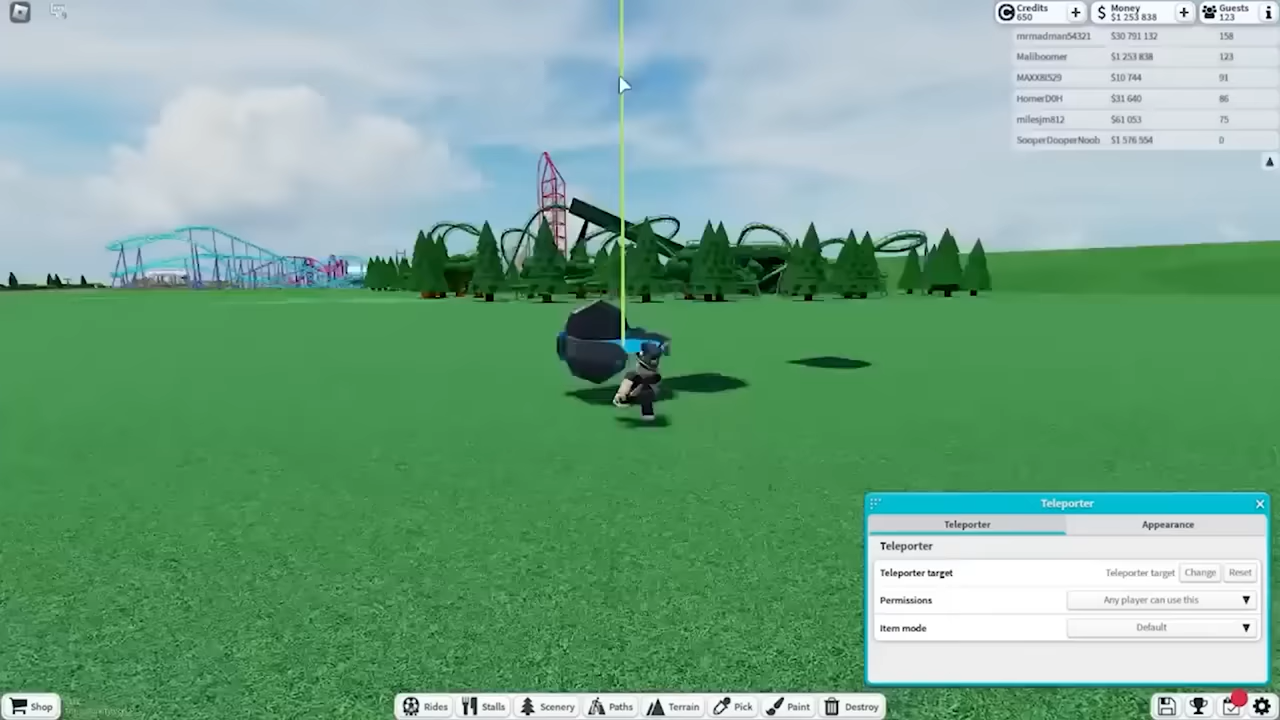 9
Credits
650
+
$ Money
$1 253 838
+
Guests
123
mrmadman54321 $30 791 132 158
Maliboomer $1 253 838 123
MAXX81529 $10 744 91
HomerD0H $31 640 86
milesjm812 $61 053 75
SooperDooperNoob $1 576 554 0
Teleporter
Teleporter Appearance
Teleporter
Teleporter target Teleporter target Change Reset
Permissions Any player can use this
Item mode Default
Shop Rides Stalls Scenery Paths Terrain Pick Paint Destroy